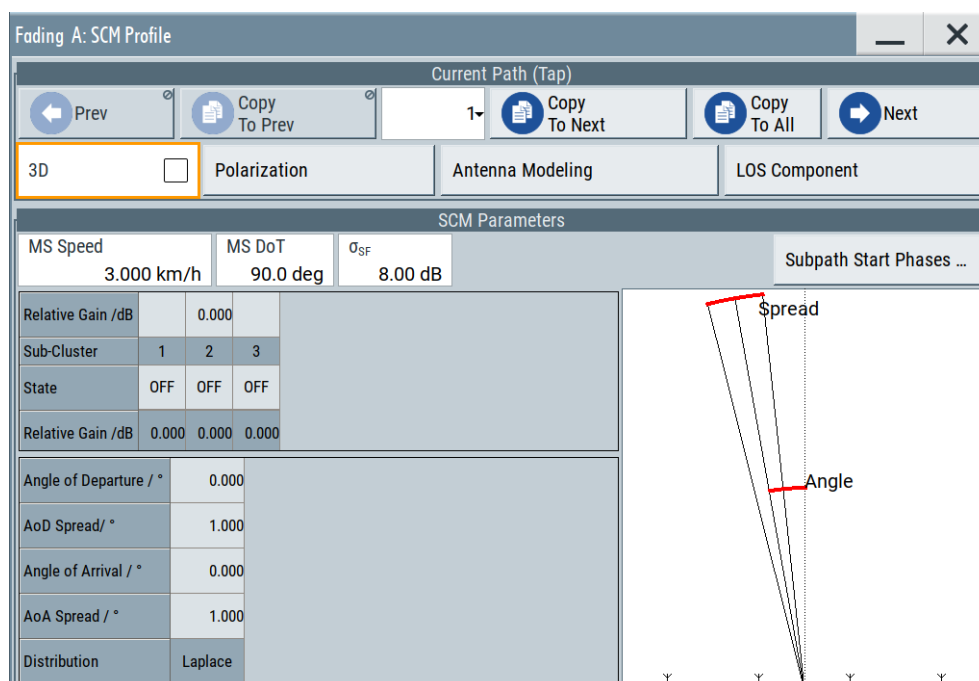 Fading A: SCM Profile
Current Path (Tap)
Prev
Copy
To Prev
1
Copy
To Next
Copy
To All
Next
3D
Polarization
Antenna Modeling
LOS Component
SCM Parameters
MS Speed
3.000 km/h
MS DoT
90.0 deg
σSF
8.00 dB
Subpath Start Phases ...
Relative Gain /dB 0.000
Sub-Cluster 1 2 3
State OFF OFF OFF
Relative Gain /dB 0.000 0.000 0.000
Angle of Departure / ° 0.000
AoD Spread/ ° 1.000
Angle of Arrival / ° 0.000
AoA Spread / ° 1.000
Distribution Laplace
Spread
Angle